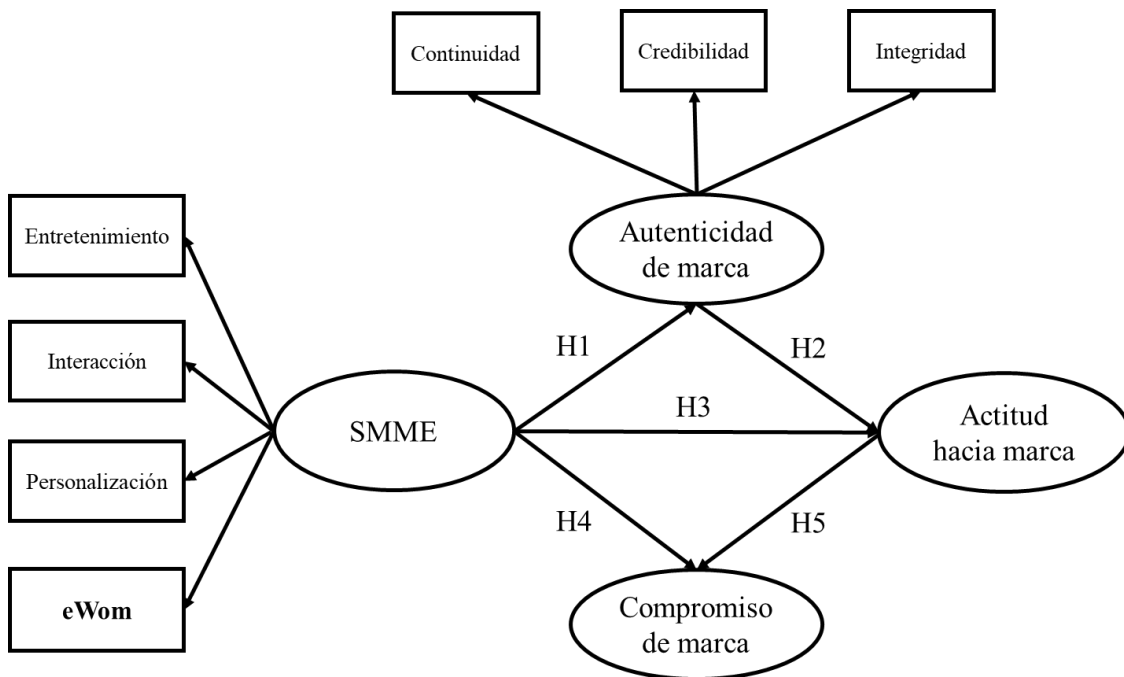 Continuidad
Credibilidad
Integridad
Entretenimiento
Autenticidad
de marca
Interacción
H1
H2
SMME
H3
Actitud
hacia marca
Personalización
H4
H5
eWom
Compromiso
de marca